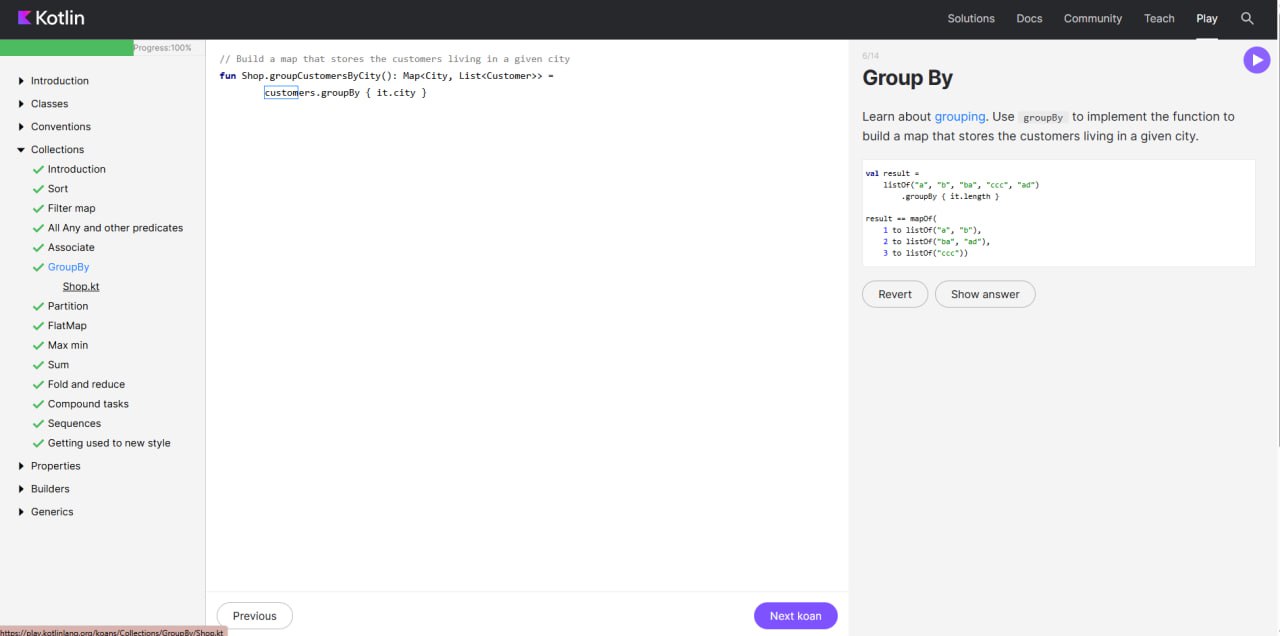 Kotlin
Solutions Docs Community Teach Play
Progress:100%
Introduction
Classes
Conventions
Collections
Introduction
Sort
Filter map
All Any and other predicates
Associate
GroupBy
Shop.kt
Partition
FlatMap
Max min
Sum
Fold and reduce
Compound tasks
Sequences
Getting used to new style
Properties
Builders
Generics
// Build a map that stores the customers living in a given city
fun Shop.groupCustomersByCity(): Map<City, List<Customer>> =
customers.groupBy { it.city }
Previous
Next koan
6/14
Group By
Learn about grouping. Use groupBy to implement the function to
build a map that stores the customers living in a given city.
val result =
listOf("a", "b", "ba", "ccc", "ad")
.groupBy { it.length }
result == mapOf(
1 to listOf("a", "b"),
2 to listOf("ba", "ad"),
3 to listOf("ccc"))
Revert
Show answer
https://play.kotlinlang.org/koans/Collections/GroupBy/Shop.kt